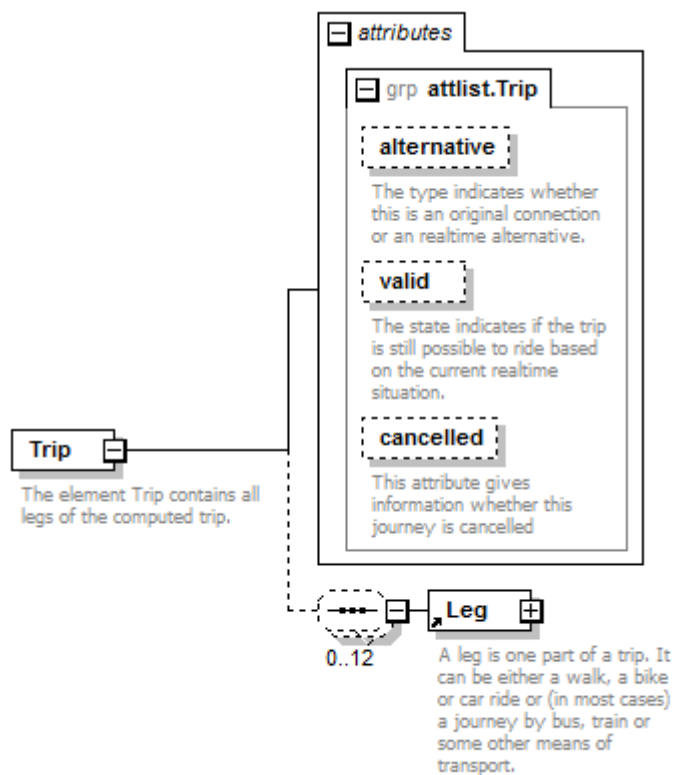 attributes
grp attlist.Trip
alternative
The type indicates whether
this is an original connection
or an realtime alternative.
valid
The state indicates if the trip
is still possible to ride based
on the current realtime
situation.
cancelled
This attribute gives
information whether this
journey is cancelled
Trip
The element Trip contains all
legs of the computed trip.
0..12
Leg
A leg is one part of a trip. It
can be either a walk, a bike
or car ride or (in most cases)
a journey by bus, train or
some other means of
transport.